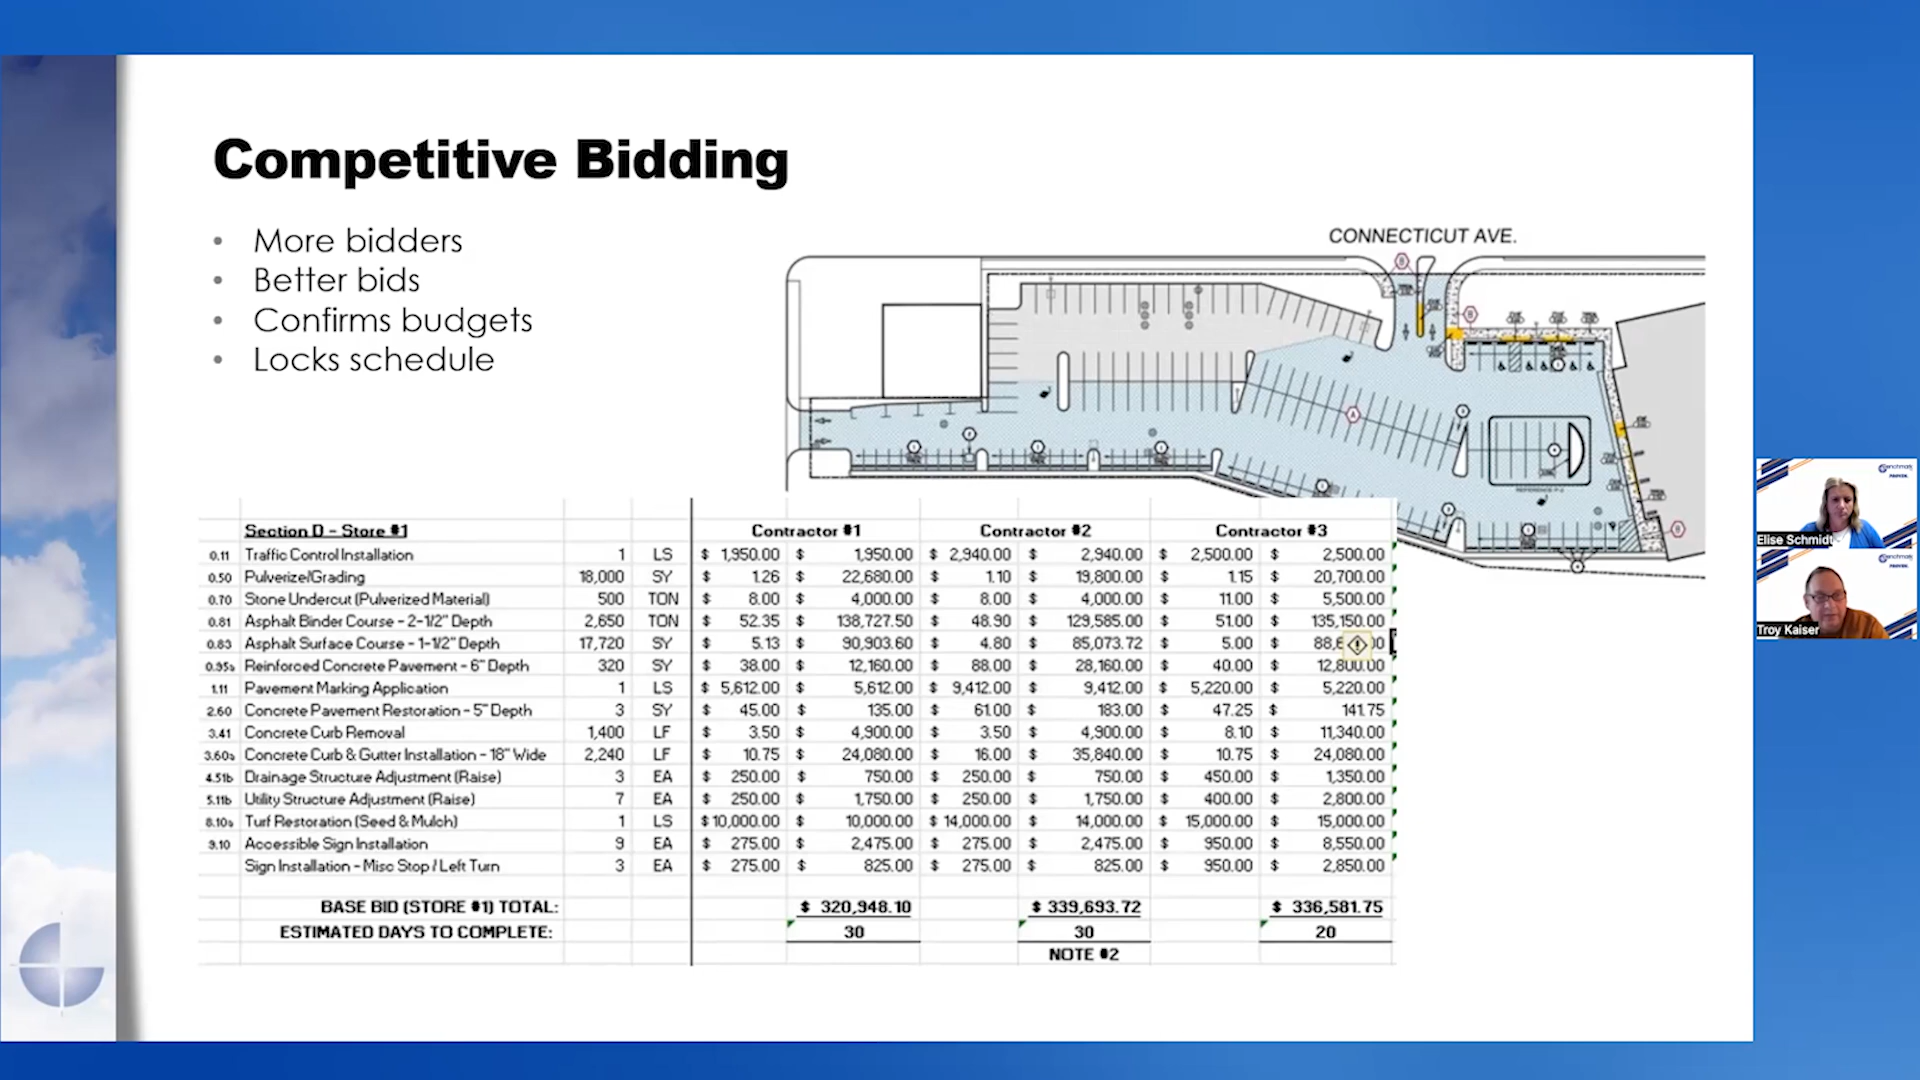 Competitive Bidding
• More bidders
• Better bids
• Confirms budgets
• Locks schedule
CONNECTICUT AVE.
Section D - Store #1 Contractor #1 Contractor #2 Contractor #3
0.11 Traffic Control Installation 1 LS $ 1,950.00 $ 1,950.00 $ 2,940.00 $ 2,940.00 $ 2,500.00 $ 2,500.00
0.50 Pulverize/Grading 18,000 SY $ 1.26 $ 22,680.00 $ 1.10 $ 19,800.00 $ 1.15 $ 20,700.00
0.70 Stone Undercut (Pulverized Material) 500 TON $ 8.00 $ 4,000.00 $ 8.00 $ 4,000.00 $ 11.00 $ 5,500.00
0.81 Asphalt Binder Course - 2-1/2" Depth 2,650 TON $ 52.35 $ 138,727.50 $ 48.90 $ 129,585.00 $ 51.00 $ 135,150.00
0.83 Asphalt Surface Course - 1-1/2" Depth 17,720 SY $ 5.13 $ 90,903.60 $ 4.80 $ 85,073.72 $ 5.00 $
0.95a Reinforced Concrete Pavement - 6" Depth 320 SY $ 38.00 $ 12,160.00 $ 88.00 $ 28,160.00 $ 40.00 $ 12,800.00
1.11 Pavement Marking Application 1 LS $ 5,612.00 $ 5,612.00 $ 9,412.00 $ 9,412.00 $ 5,220.00 $ 5,220.00
2.60 Concrete Pavement Restoration - 5" Depth 3 SY $ 45.00 $ 135.00 $ 61.00 $ 183.00 $ 47.25 $ 141.75
3.41 Concrete Curb Removal 1,400 LF $ 3.50 $ 4,900.00 $ 3.50 $ 4,900.00 $ 8.10 $ 11,340.00
3.60a Concrete Curb & Gutter Installation - 18" Wide 2,240 LF $ 10.75 $ 24,080.00 $ 16.00 $ 35,840.00 $ 10.75 $ 24,080.00
4.51b Drainage Structure Adjustment (Raise) 3 EA $ 250.00 $ 750.00 $ 250.00 $ 750.00 $ 450.00 $ 1,350.00
5.11b Utility Structure Adjustment (Raise) 7 EA $ 250.00 $ 1,750.00 $ 250.00 $ 1,750.00 $ 400.00 $ 2,800.00
8.10a Turf Restoration (Seed & Mulch) 1 LS $ 10,000.00 $ 10,000.00 $ 14,000.00 $ 14,000.00 $ 15,000.00 $ 15,000.00
9.10 Accessible Sign Installation 9 EA $ 275.00 $ 2,475.00 $ 275.00 $ 2,475.00 $ 950.00 $ 8,550.00
Sign Installation - Misc Stop / Left Turn 3 EA $ 275.00 $ 825.00 $ 275.00 $ 825.00 $ 950.00 $ 2,850.00
BASE BID (STORE #1) TOTAL: $ 320,948.10 $ 339,693.72 $ 336,581.75
ESTIMATED DAYS TO COMPLETE: 30 30 20
NOTE #2
Benchmark
PROVEN.
Elise Schmidt
Benchmark
PROVEN.
Troy Kaiser